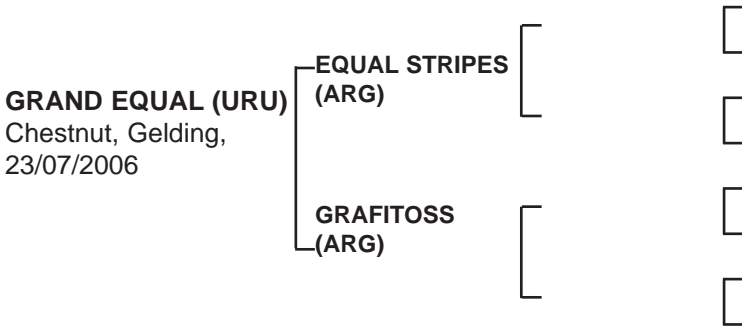 GRAND EQUAL (URU)
Chestnut, Gelding,
23/07/2006
EQUAL STRIPES
(ARG)
GRAFITOSS
(ARG)